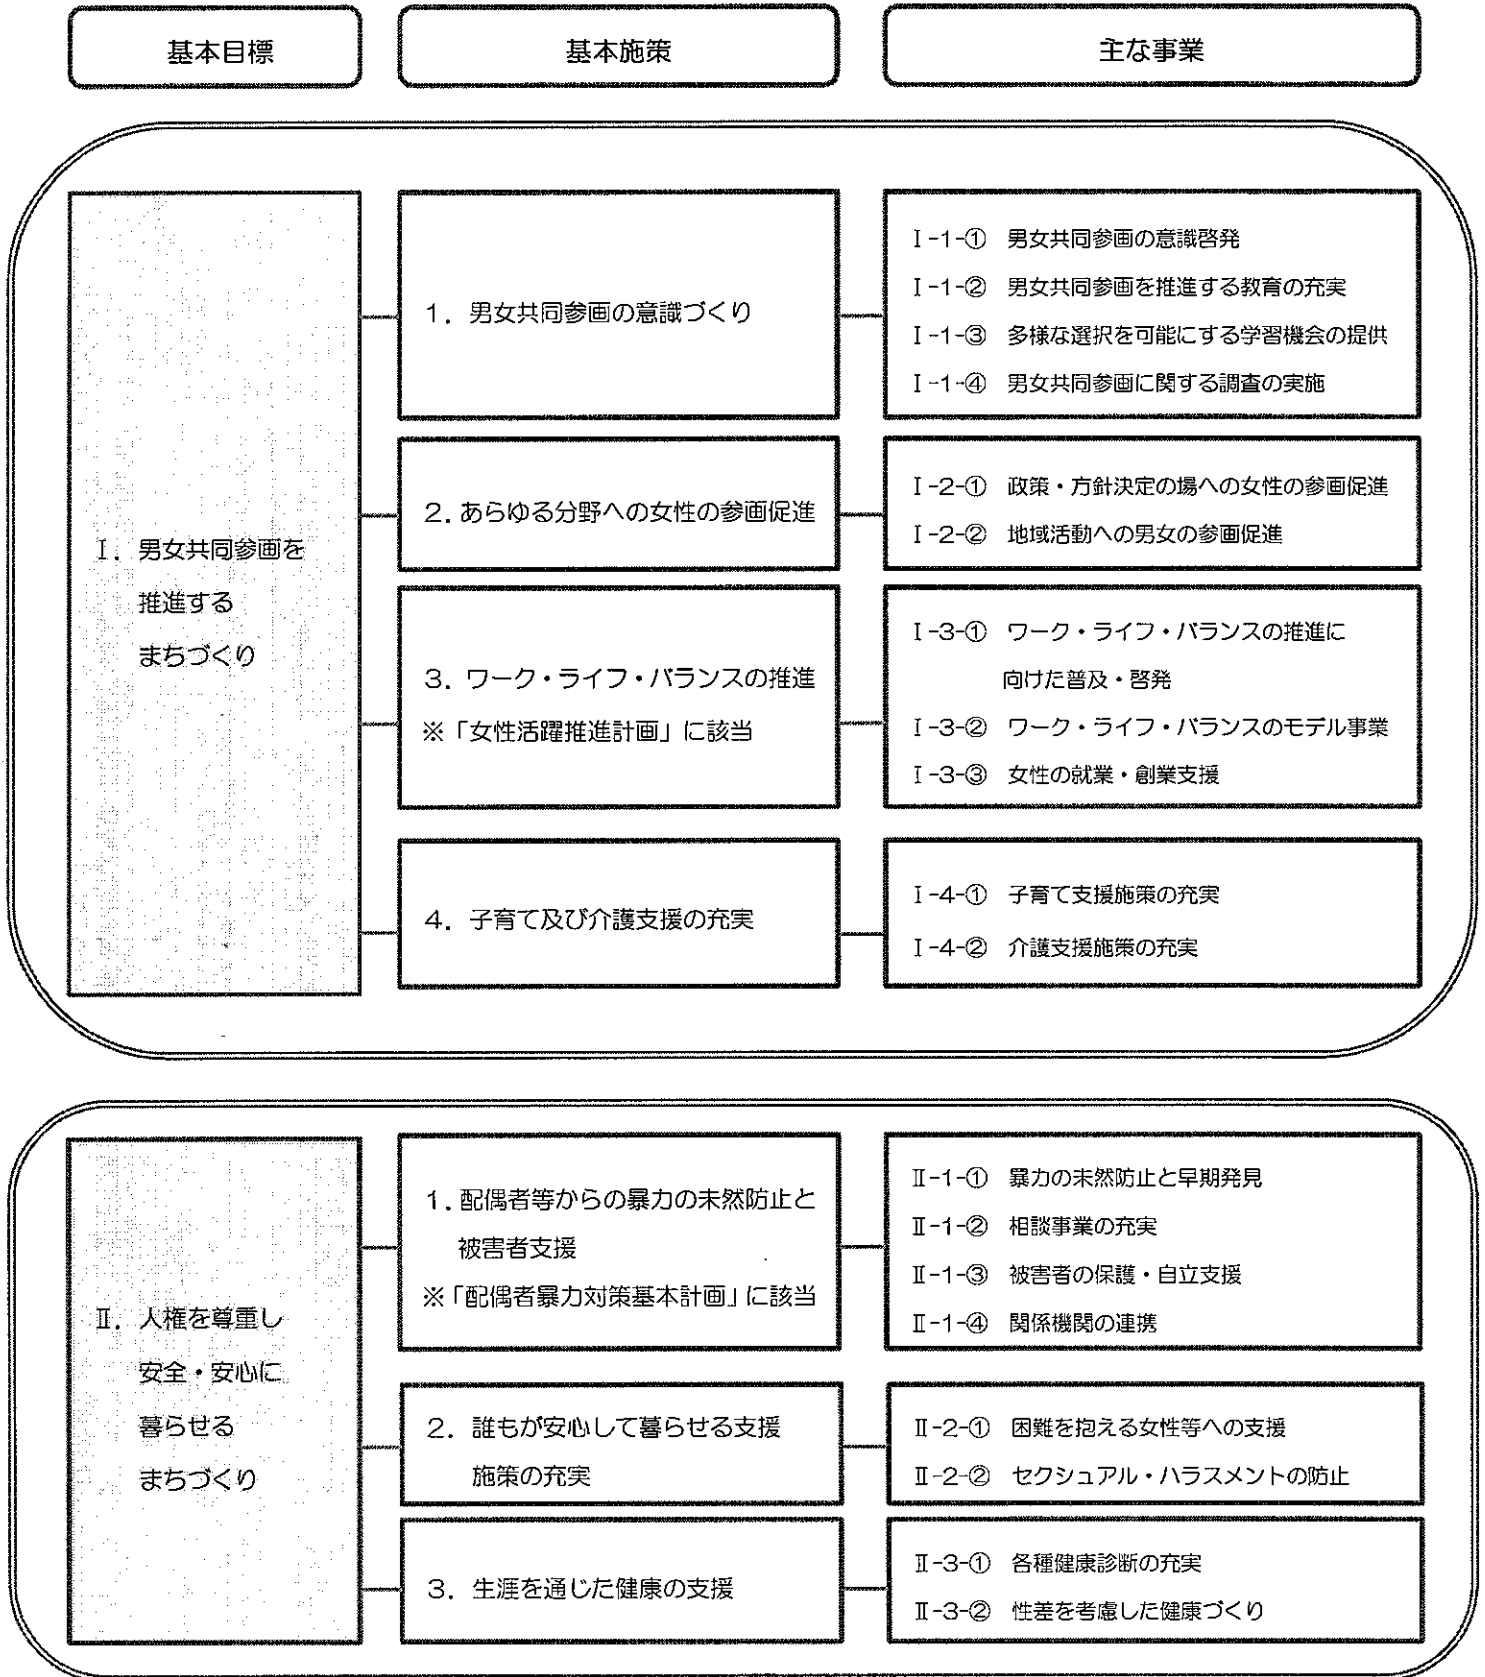 基本目標
基本施策
主な事業
Ⅰ．男女共同参画を
推進する
まちづくり
1．男女共同参画の意識づくり
Ⅰ-1-① 男女共同参画の意識啓発
Ⅰ-1-② 男女共同参画を推進する教育の充実
Ⅰ-1-③ 多様な選択を可能にする学習機会の提供
Ⅰ-1-④ 男女共同参画に関する調査の実施
2．あらゆる分野への女性の参画促進
Ⅰ-2-① 政策・方針決定の場への女性の参画促進
Ⅰ-2-② 地域活動への男女の参画促進
3．ワーク・ライフ・バランスの推進
※「女性活躍推進計画」に該当
Ⅰ-3-① ワーク・ライフ・バランスの推進に
向けた普及・啓発
Ⅰ-3-② ワーク・ライフ・バランスのモデル事業
Ⅰ-3-③ 女性の就業・創業支援
4．子育て及び介護支援の充実
Ⅰ-4-① 子育て支援施策の充実
Ⅰ-4-② 介護支援施策の充実
Ⅱ．人権を尊重し
安全・安心に
暮らせる
まちづくり
1．配偶者等からの暴力の未然防止と
被害者支援
※「配偶者暴力対策基本計画」に該当
Ⅱ-1-① 暴力の未然防止と早期発見
Ⅱ-1-② 相談事業の充実
Ⅱ-1-③ 被害者の保護・自立支援
Ⅱ-1-④ 関係機関の連携
2．誰もが安心して暮らせる支援
施策の充実
Ⅱ-2-① 困難を抱える女性等への支援
Ⅱ-2-② セクシュアル・ハラスメントの防止
3．生涯を通じた健康の支援
Ⅱ-3-① 各種健康診断の充実
Ⅱ-3-② 性差を考慮した健康づくり